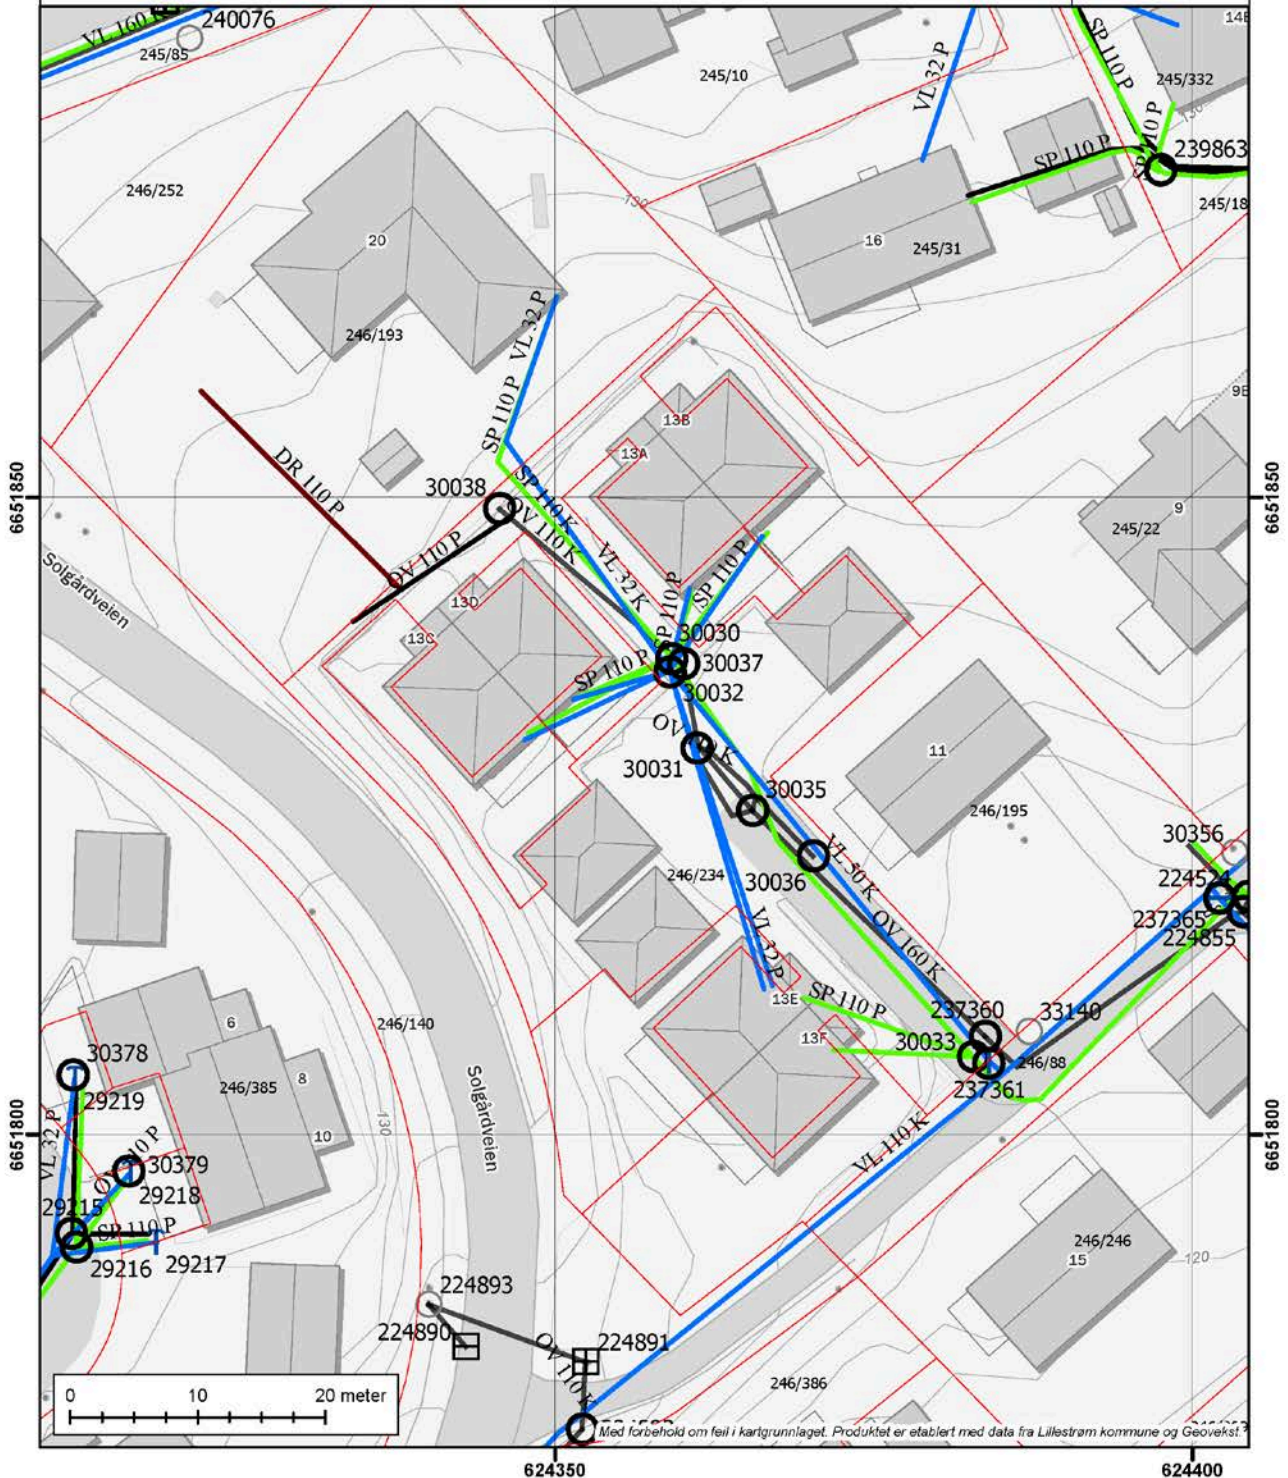 VL 160
240076
245/85
245/10
VL 32 P
SP 110 P
245/332
239863
SP 110 P
245/18
246/252
130
20
16
245/31
VL 32 P
246/193
SP 110 P
13B
13A
9
245/22
DR 110 P
30038
SP 110 K
OV 110 K
OV 110 P
VL 32 K
SP 110 P
SP 110 P
6651850
6651850
Solgårdveien
13D
13C
30030
30037
SP 110 P
30032
OV
K
30031
11
30035
246/195
VL 50 K
30036
30356
246/234
224524
237365
224855
OV 160 K
VL 32 P
13E
SP 110 P
237360
33140
30033
13F
246/88
237361
6
246/140
30378
8
246/385
29219
10
130
VL 32 P
Solgårdveien
6651800
6651800
VL 110 K
30379
29218
29215
SP 110 P
29216
29217
246/246
15
120
224893
224890
224891
OV 110 K
246/386
0 10 20 meter
Med forbehold om feil i kartgrunnlaget. Produktet er etablert med data fra Lillestrøm kommune og Geovekst.
624350
624400